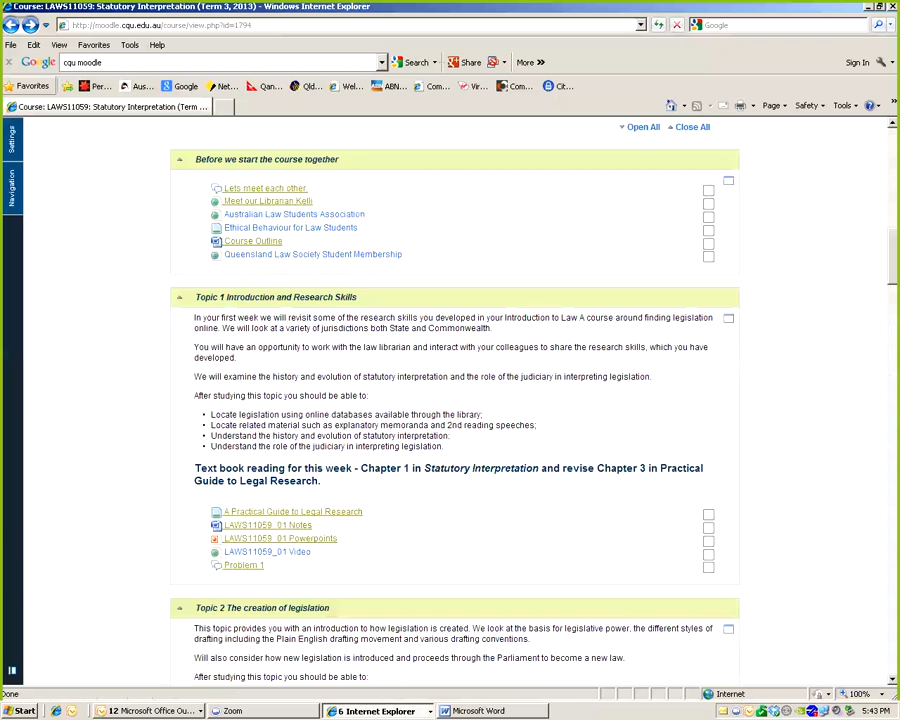 Course: LAWS11059: Statutory Interpretation (Term 3, 2013) - Windows Internet Explorer
http://moodle.cqu.edu.au/course/view.php?id=1794
Google
File Edit View Favorites Tools Help
Google cqu moodle Search Share More » Sign In
Favorites Per... Aus... Google Net... Qan... Qld... Wel... ABN... Com... Vir... Com... Cit...
Course: LAWS11059: Statutory Interpretation (Term ... Page Safety Tools
Settings
Navigation
Open All Close All
Before we start the course together
Lets meet each other
Meet our Librarian Kelli
Australian Law Students Association
Ethical Behaviour for Law Students
Course Outline
Queensland Law Society Student Membership
Topic 1 Introduction and Research Skills
In your first week we will revisit some of the research skills you developed in your Introduction to Law A course around finding legislation
online. We will look at a variety of jurisdictions both State and Commonwealth.
You will have an opportunity to work with the law librarian and interact with your colleagues to share the research skills, which you have
developed.
We will examine the history and evolution of statutory interpretation and the role of the judiciary in interpreting legislation.
After studying this topic you should be able to:
• Locate legislation using online databases available through the library;
• Locate related material such as explanatory memoranda and 2nd reading speeches;
• Understand the history and evolution of statutory interpretation:
• Understand the role of the judiciary in interpreting legislation.
Text book reading for this week - Chapter 1 in Statutory Interpretation and revise Chapter 3 in Practical
Guide to Legal Research.
A Practical Guide to Legal Research
LAWS11059_01 Notes
LAWS11059_01 Powerpoints
LAWS11059_01 Video
Problem 1
Topic 2 The creation of legislation
This topic provides you with an introduction to how legislation is created. We look at the basis for legislative power, the different styles of
drafting including the Plain English drafting movement and various drafting conventions.
Will also consider how new legislation is introduced and proceeds through the Parliament to become a new law.
After studying this topic you should be able to:
Done Internet 100%
Start 12 Microsoft Office Ou... Zoom 6 Internet Explorer Microsoft Word 5:43 PM